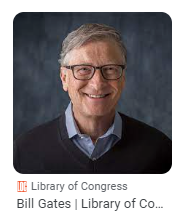 Library of Congress
Bill Gates | Library of Co...